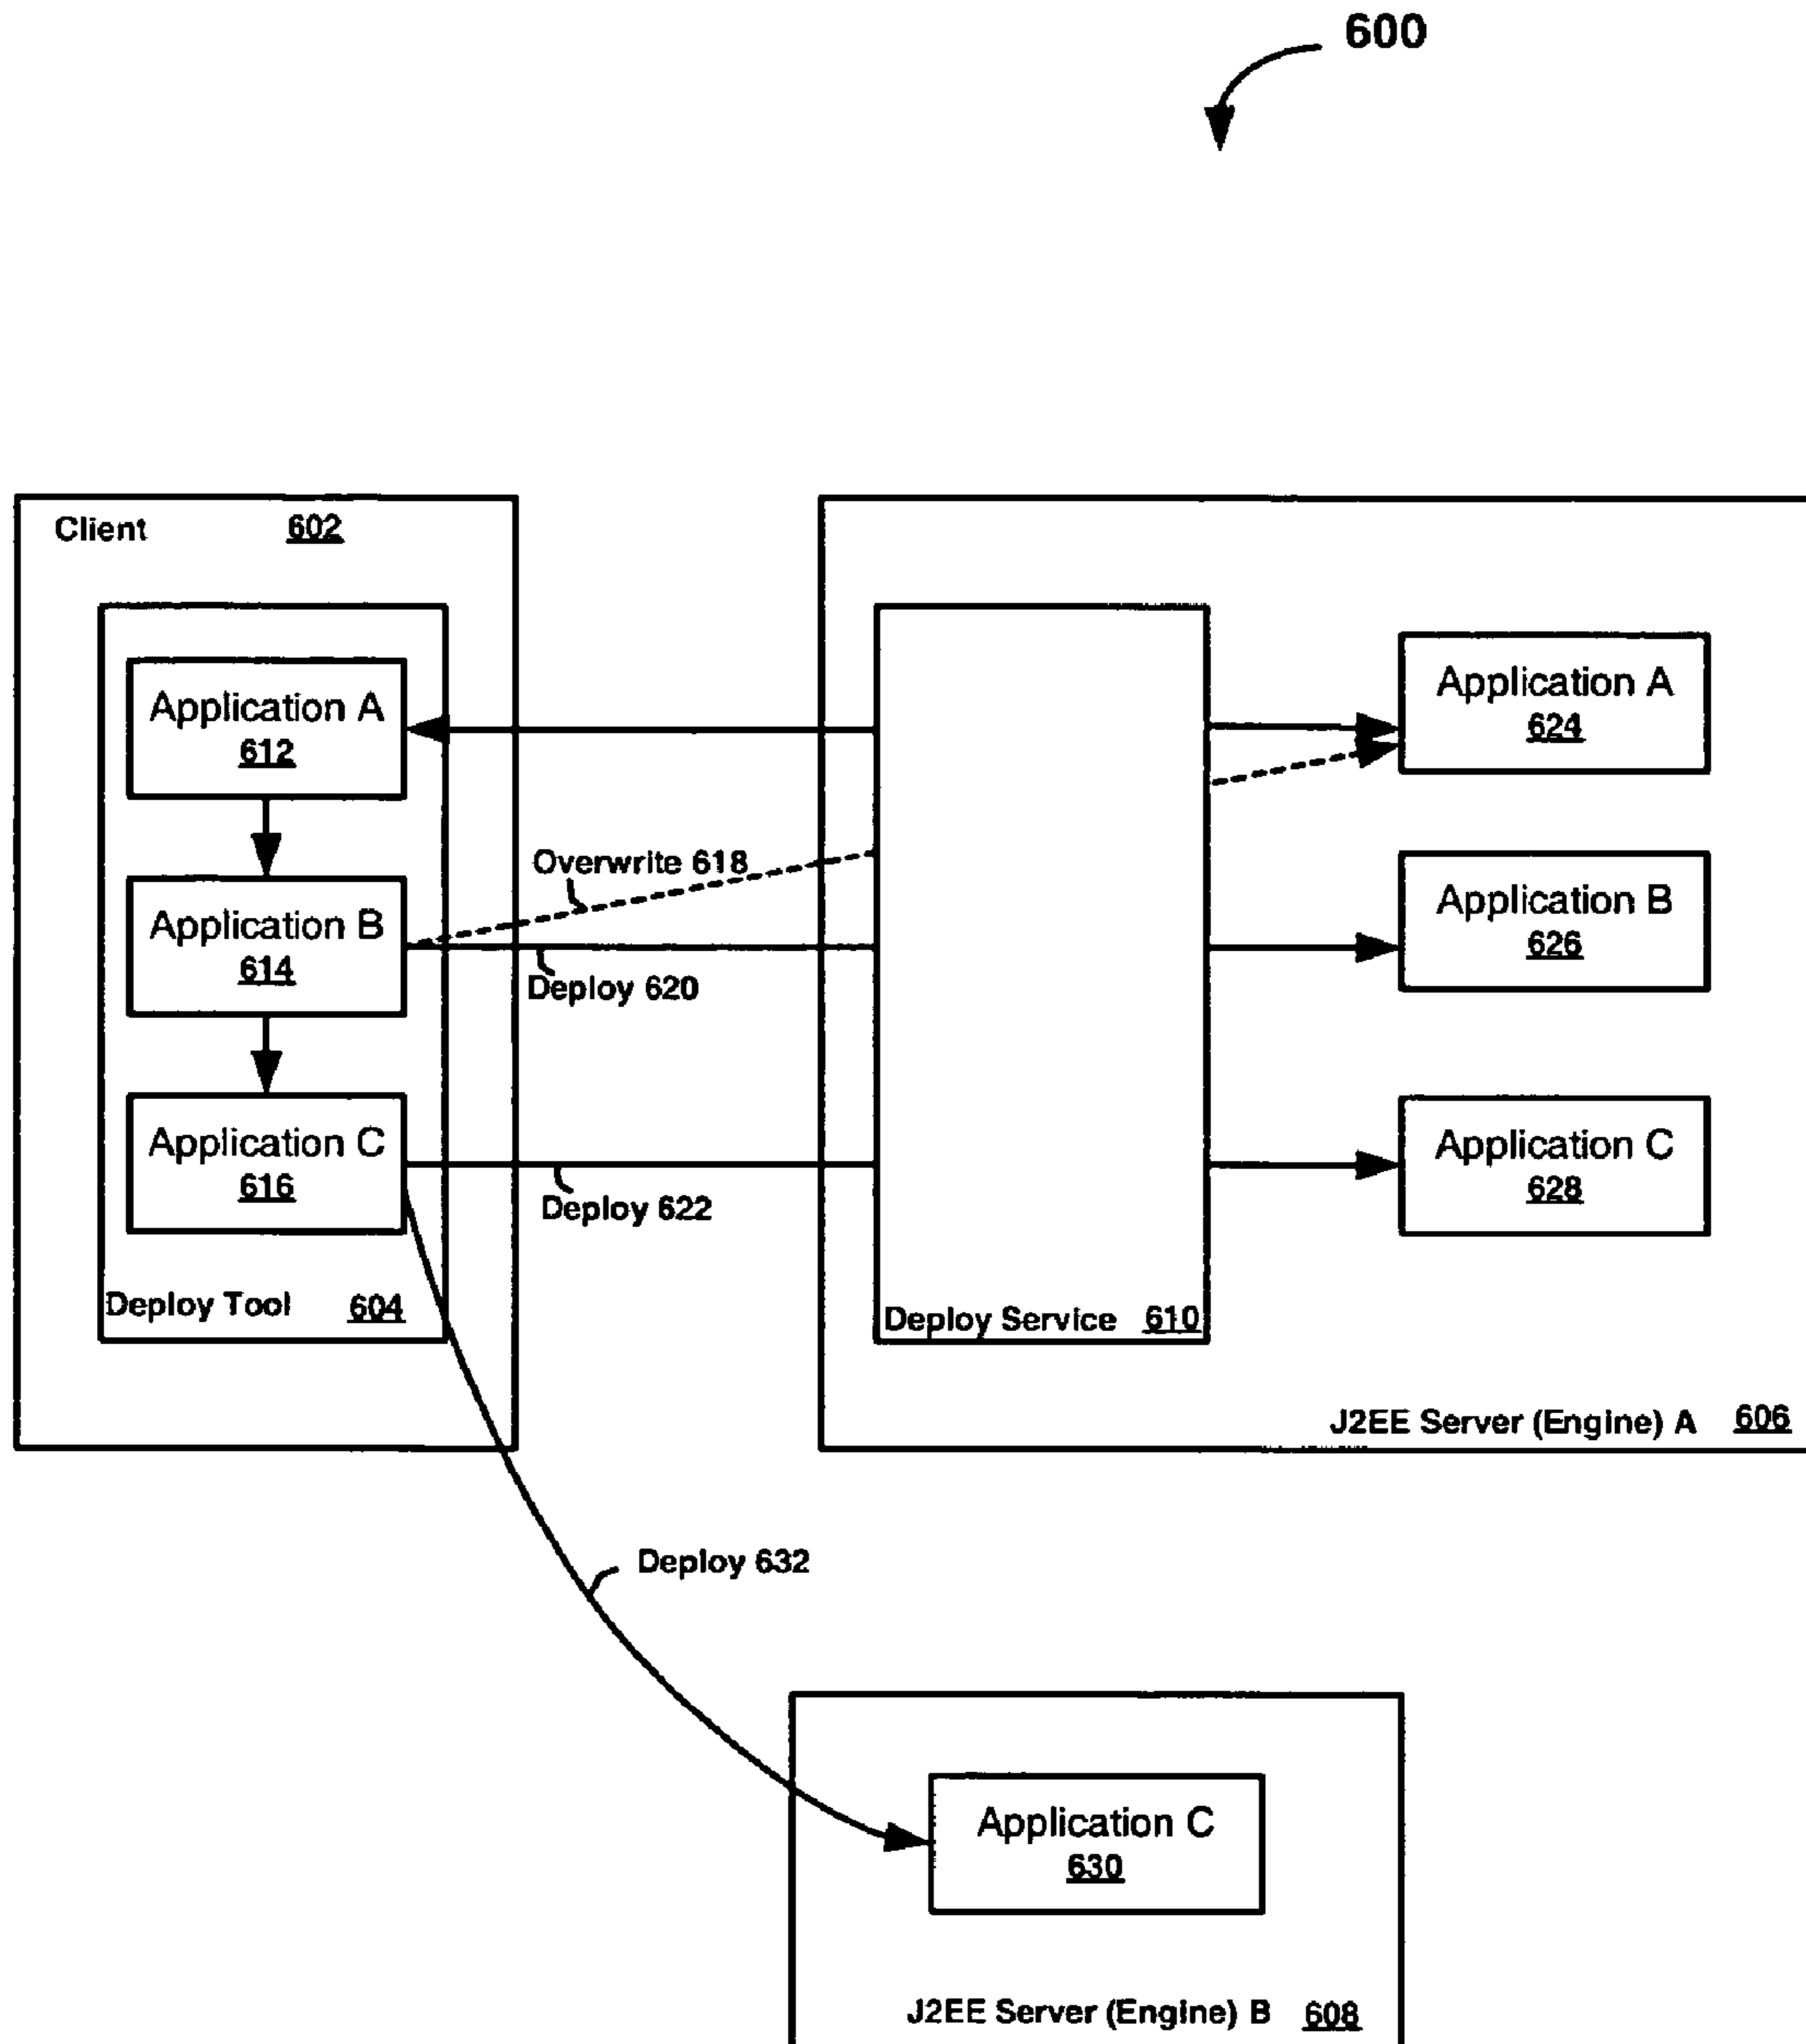 600
Client 602
Application A
612
Application B
614
Application C
616
Deploy Tool 604
Overwrite 618
Deploy 620
Deploy 622
Deploy Service 610
Application A
624
Application B
626
Application C
628
J2EE Server (Engine) A 606
Deploy 632
Application C
630
J2EE Server (Engine) B 608